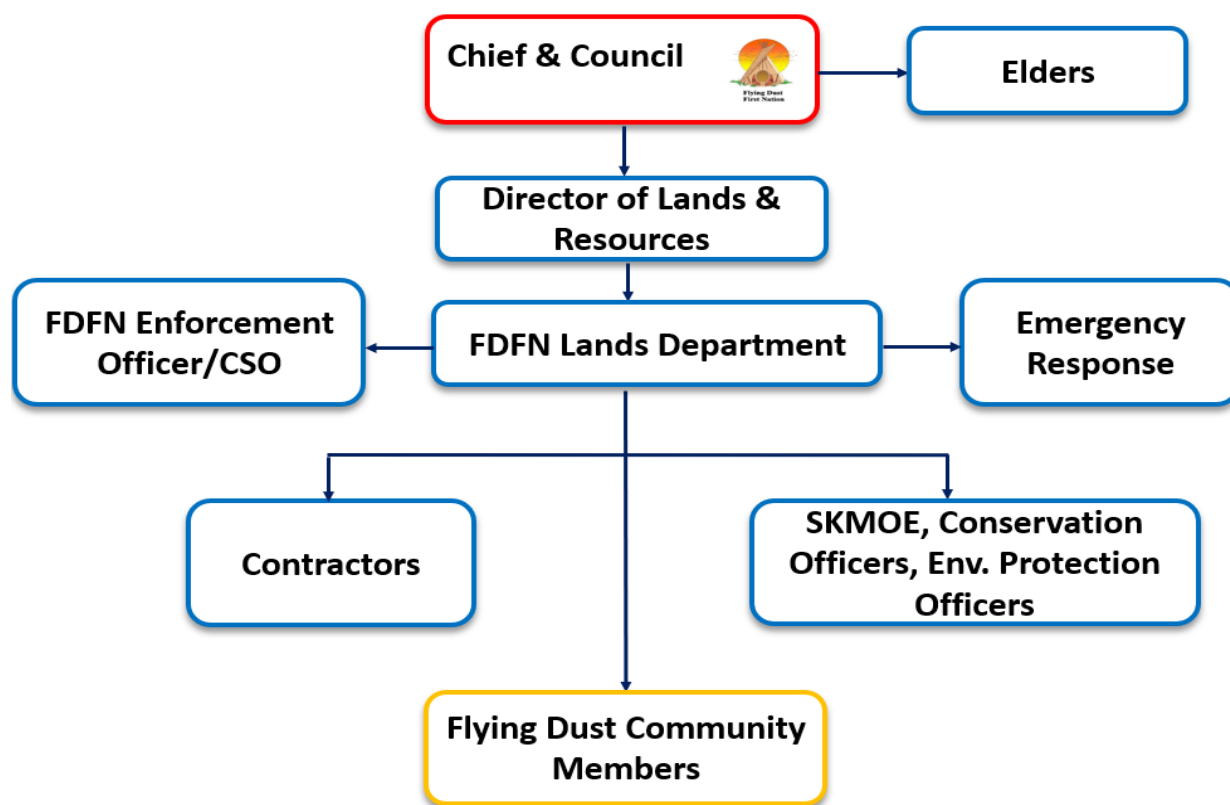 Chief & Council
Flying Dust
First Nation
Elders
Director of Lands &
Resources
FDFN Enforcement
Officer/CSO
FDFN Lands Department
Emergency
Response
Contractors
SKMOE, Conservation
Officers, Env. Protection
Officers
Flying Dust Community
Members